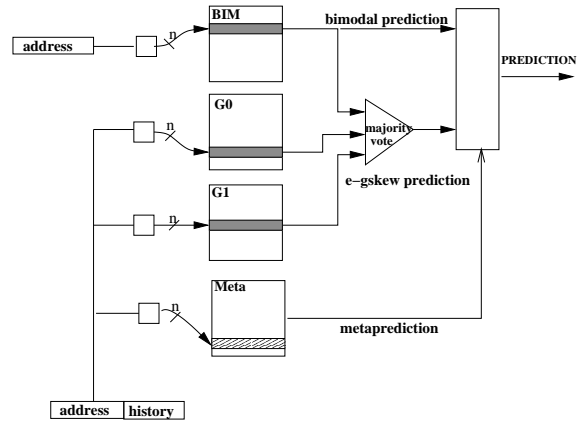 BIM
bimodal prediction
address
n
PREDICTION
G0
n
majority
vote
e-gskew prediction
G1
n
Meta
n
metaprediction
address history